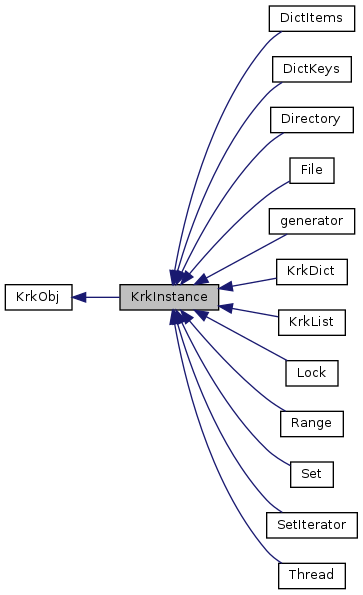 DictItems
DictKeys
Directory
File
generator
KrkDict
KrkObj
KrkInstance
KrkList
Lock
Range
Set
SetIterator
Thread